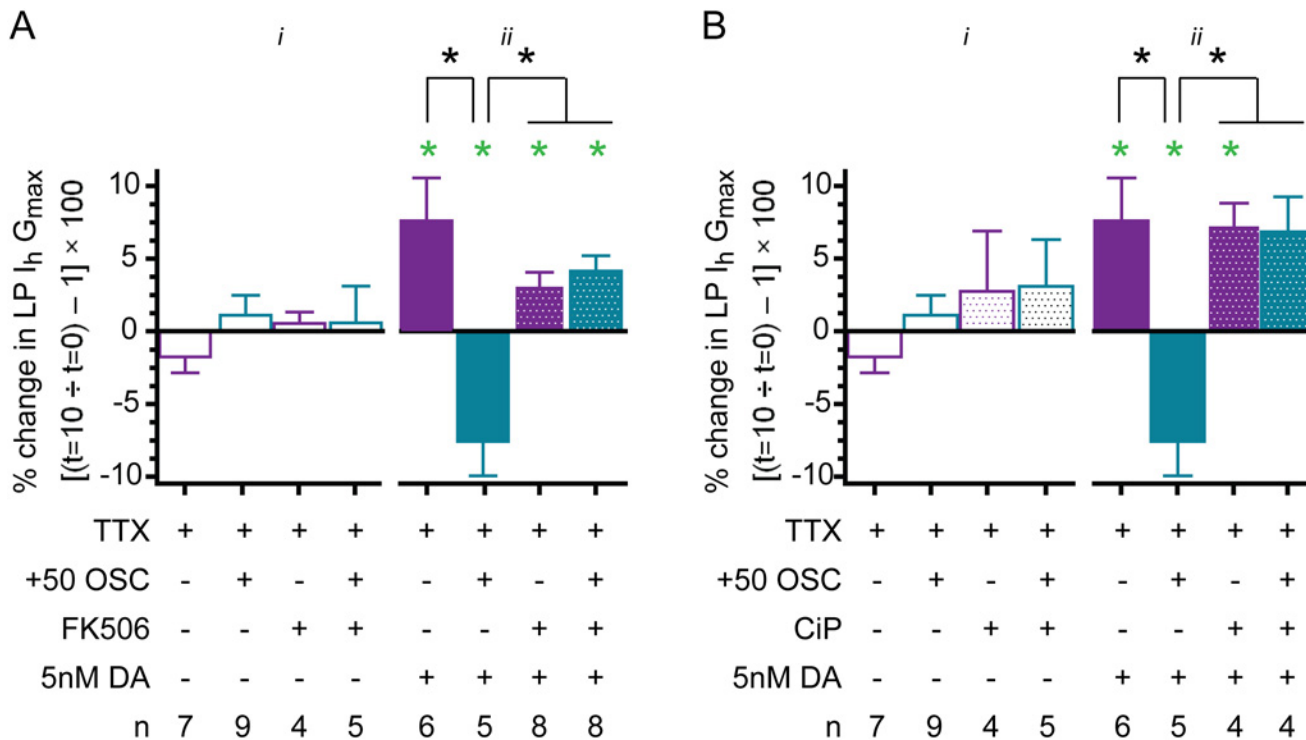 A
i
ii
* *
* * * *
% change in LP Ih Gmax
[(t=10 ÷ t=0) – 1] × 100
10
5
0
-5
-10
TTX + + + + + + + +
+50 OSC - + - + - + - +
FK506 - - + + - - + +
5nM DA - - - - + + + +
n 7 9 4 5 6 5 8 8
B
i
ii
* *
* * *
% change in LP Ih Gmax
[(t=10 ÷ t=0) – 1] × 100
10
5
0
-5
-10
TTX + + + + + + + +
+50 OSC - + - + - + - +
CiP - - + + - - + +
5nM DA - - - - + + + +
n 7 9 4 5 6 5 4 4